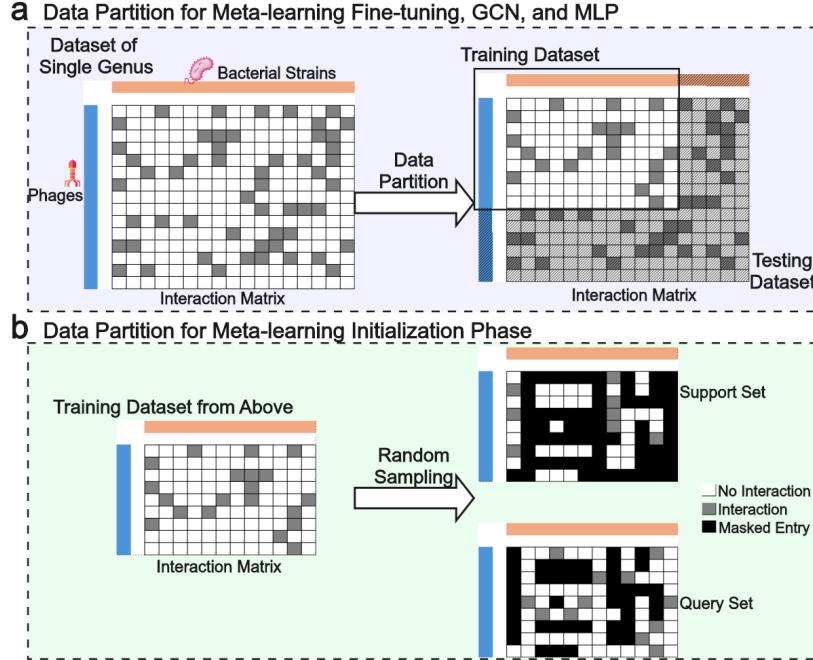 a Data Partition for Meta-learning Fine-tuning, GCN, and MLP
Dataset of
Single Genus
Bacterial Strains
Phages
Interaction Matrix
Data
Partition
Training Dataset
Testing
Dataset
Interaction Matrix
b Data Partition for Meta-learning Initialization Phase
Training Dataset from Above
Interaction Matrix
Random
Sampling
Support Set
No Interaction
Interaction
Masked Entry
Query Set